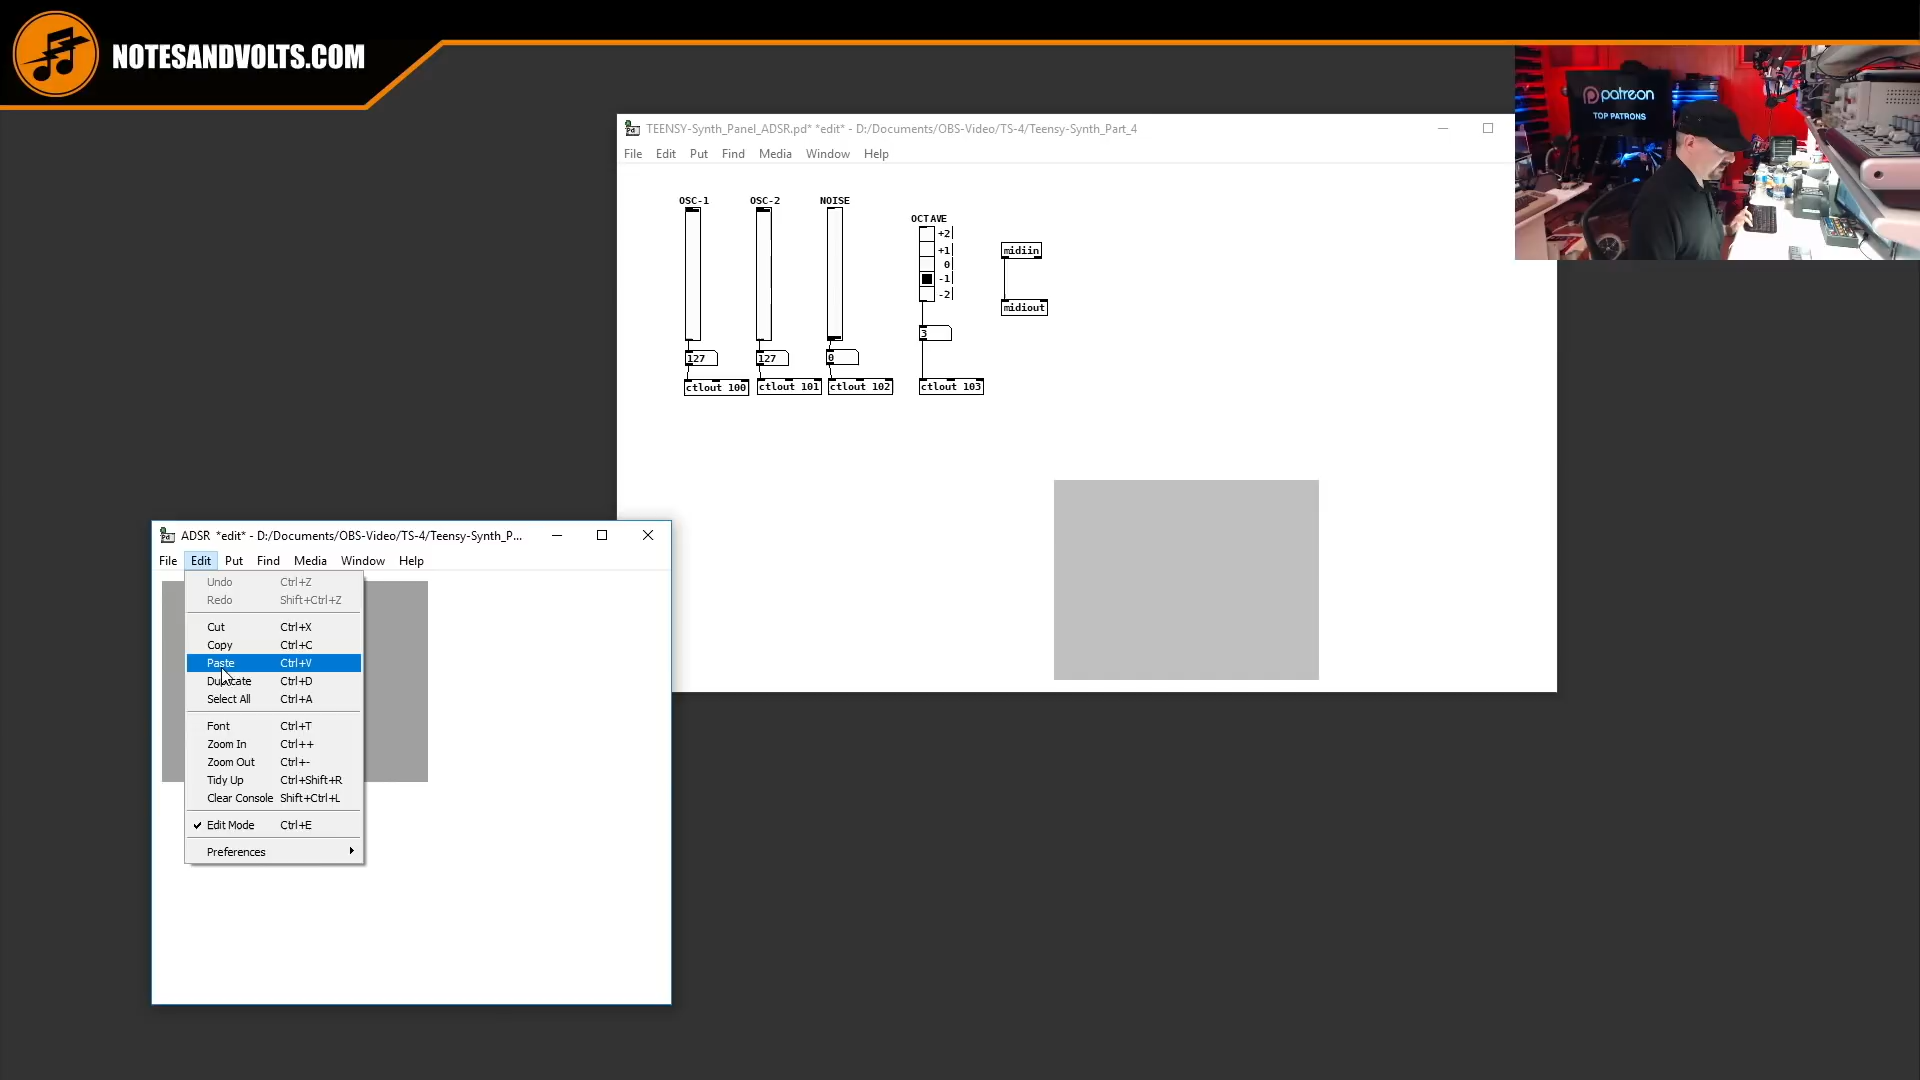 NOTESANDVOLTS.COM
patreon
TOP PATRONS
TEENSY-Synth_Panel_ADSR.pd* *edit* - D:/Documents/OBS-Video/TS-4/Teensy-Synth_Part_4
File Edit Put Find Media Window Help
OSC-1 OSC-2 NOISE
OCTAVE
+2
+1
0
-1
-2
midiin
midiout
3
127 127 0
ctlout 100 ctlout 101 ctlout 102 ctlout 103
ADSR *edit* - D:/Documents/OBS-Video/TS-4/Teensy-Synth_P...
File Edit Put Find Media Window Help
Undo Ctrl+Z
Redo Shift+Ctrl+Z
Cut Ctrl+X
Copy Ctrl+C
Paste Ctrl+V
Duplicate Ctrl+D
Select All Ctrl+A
Font Ctrl+T
Zoom In Ctrl++
Zoom Out Ctrl+-
Tidy Up Ctrl+Shift+R
Clear Console Shift+Ctrl+L
Edit Mode Ctrl+E
Preferences